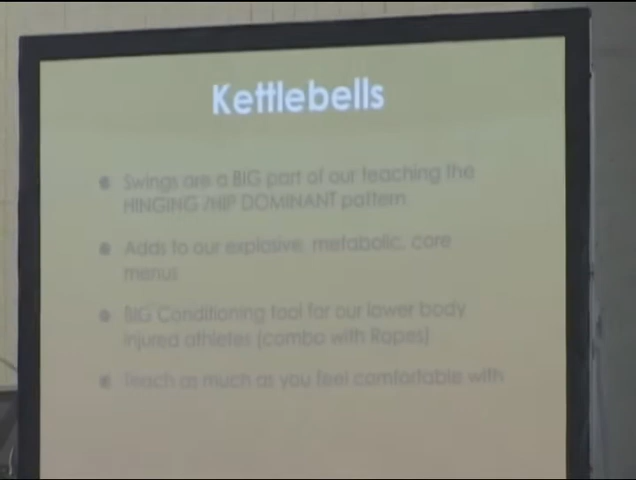 Kettlebells
Swings are a BIG part of our teaching the
HINGING /HIP DOMINANT pattern
Adds to our explosive, metabolic, core
menus
BIG Conditioning tool for our lower body
injured athletes (combo with Ropes)
Teach as much as you feel comfortable with